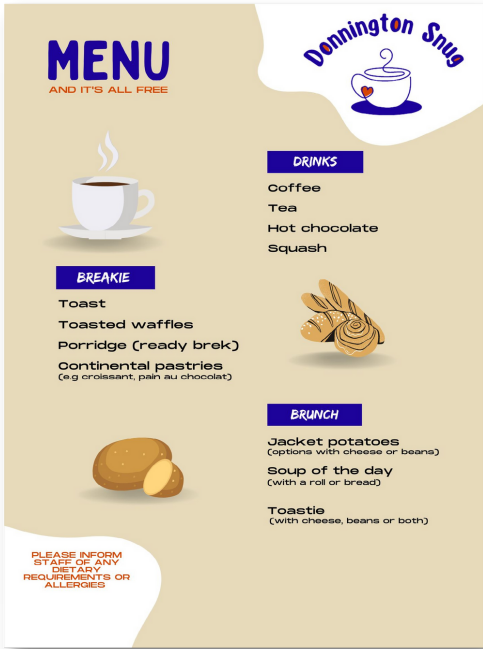 MENU
AND IT'S ALL FREE
Donnington Snug
DRINKS
Coffee
Tea
Hot chocolate
Squash
BREAKIE
Toast
Toasted waffles
Porridge (ready brek)
Continental pastries
(e.g croissant, pain au chocolat)
BRUNCH
Jacket potatoes
(options with cheese or beans)
Soup of the day
(with a roll or bread)
Toastie
(with cheese, beans or both)
PLEASE INFORM
STAFF OF ANY
DIETARY
REQUIREMENTS OR
ALLERGIES